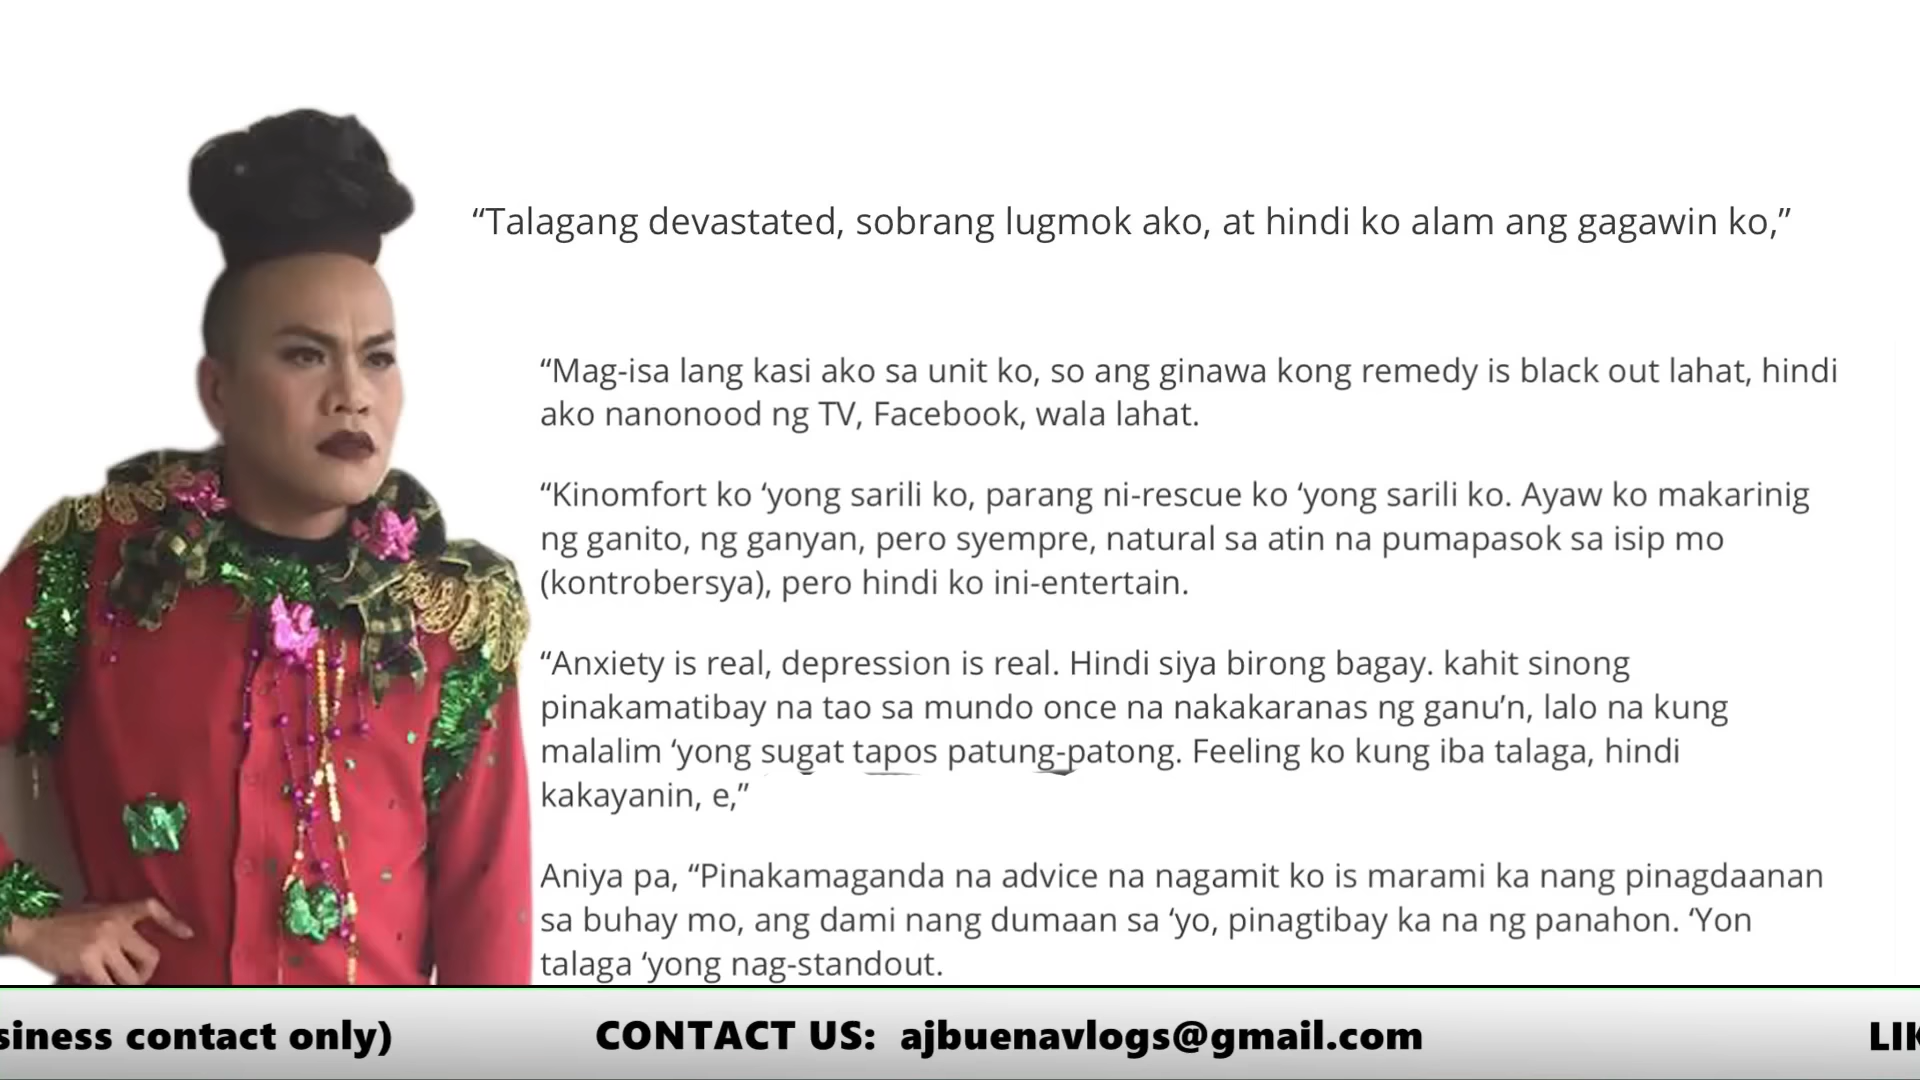 “Talagang devastated, sobrang lugmok ako, at hindi ko alam ang gagawin ko,”
“Mag-isa lang kasi ako sa unit ko, so ang ginawa kong remedy is black out lahat, hindi
ako nanonood ng TV, Facebook, wala lahat.
“Kinomfort ko ‘yong sarili ko, parang ni-rescue ko ‘yong sarili ko. Ayaw ko makarinig
ng ganito, ng ganyan, pero syempre, natural sa atin na pumapasok sa isip mo
(kontrobersya), pero hindi ko ini-entertain.
“Anxiety is real, depression is real. Hindi siya birong bagay. kahit sinong
pinakamatibay na tao sa mundo once na nakakaranas ng ganu’n, lalo na kung
malalim ‘yong sugat tapos patung-patong. Feeling ko kung iba talaga, hindi
kakayanin, e,”
Aniya pa, “Pinakamaganda na advice na nagamit ko is marami ka nang pinagdaanan
sa buhay mo, ang dami nang dumaan sa ‘yo, pinagtibay ka na ng panahon. ‘Yon
talaga ‘yong nag-standout.
siness contact only) CONTACT US: ajbuenavlogs@gmail.com LIK